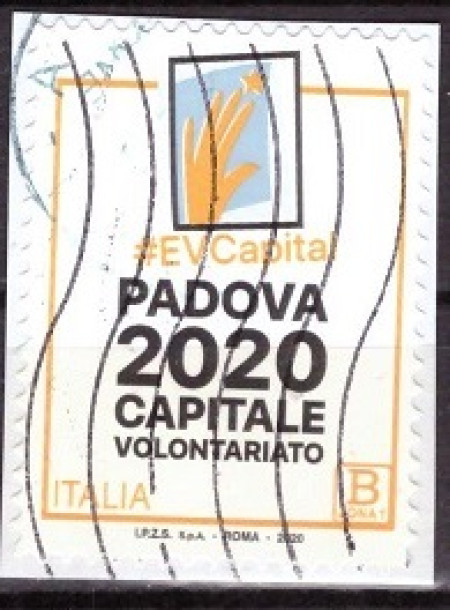 #EVCapital
PADOVA
2020
CAPITALE
VOLONTARIATO
ITALIA
B
ZONA 1
I.P.Z.S. S.p.A. - ROMA - 2020